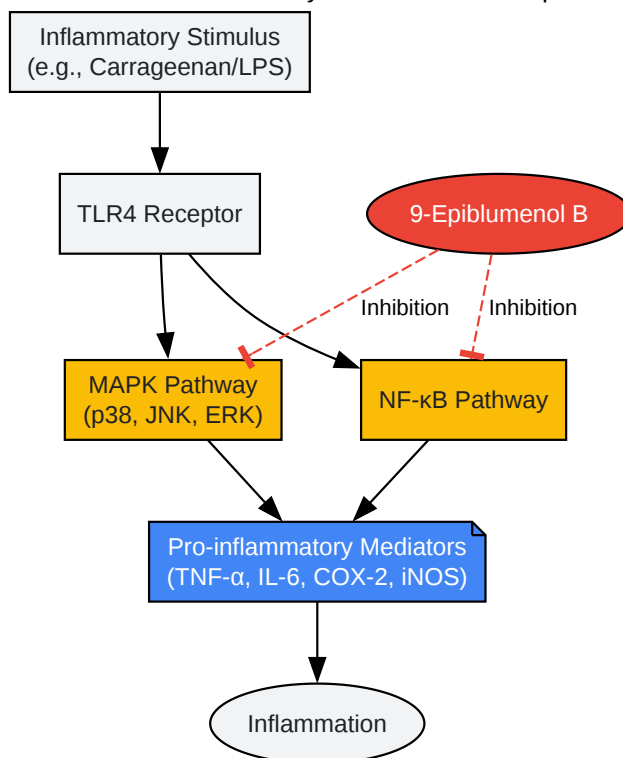 Inflammatory Stimulus
(e.g., Carrageenan/LPS)
TLR4 Receptor
9-Epiblumenol B
Inhibition
Inhibition
MAPK Pathway
(p38, JNK, ERK)
NF-κB Pathway
Pro-inflammatory Mediators
(TNF-α, IL-6, COX-2, iNOS)
Inflammation